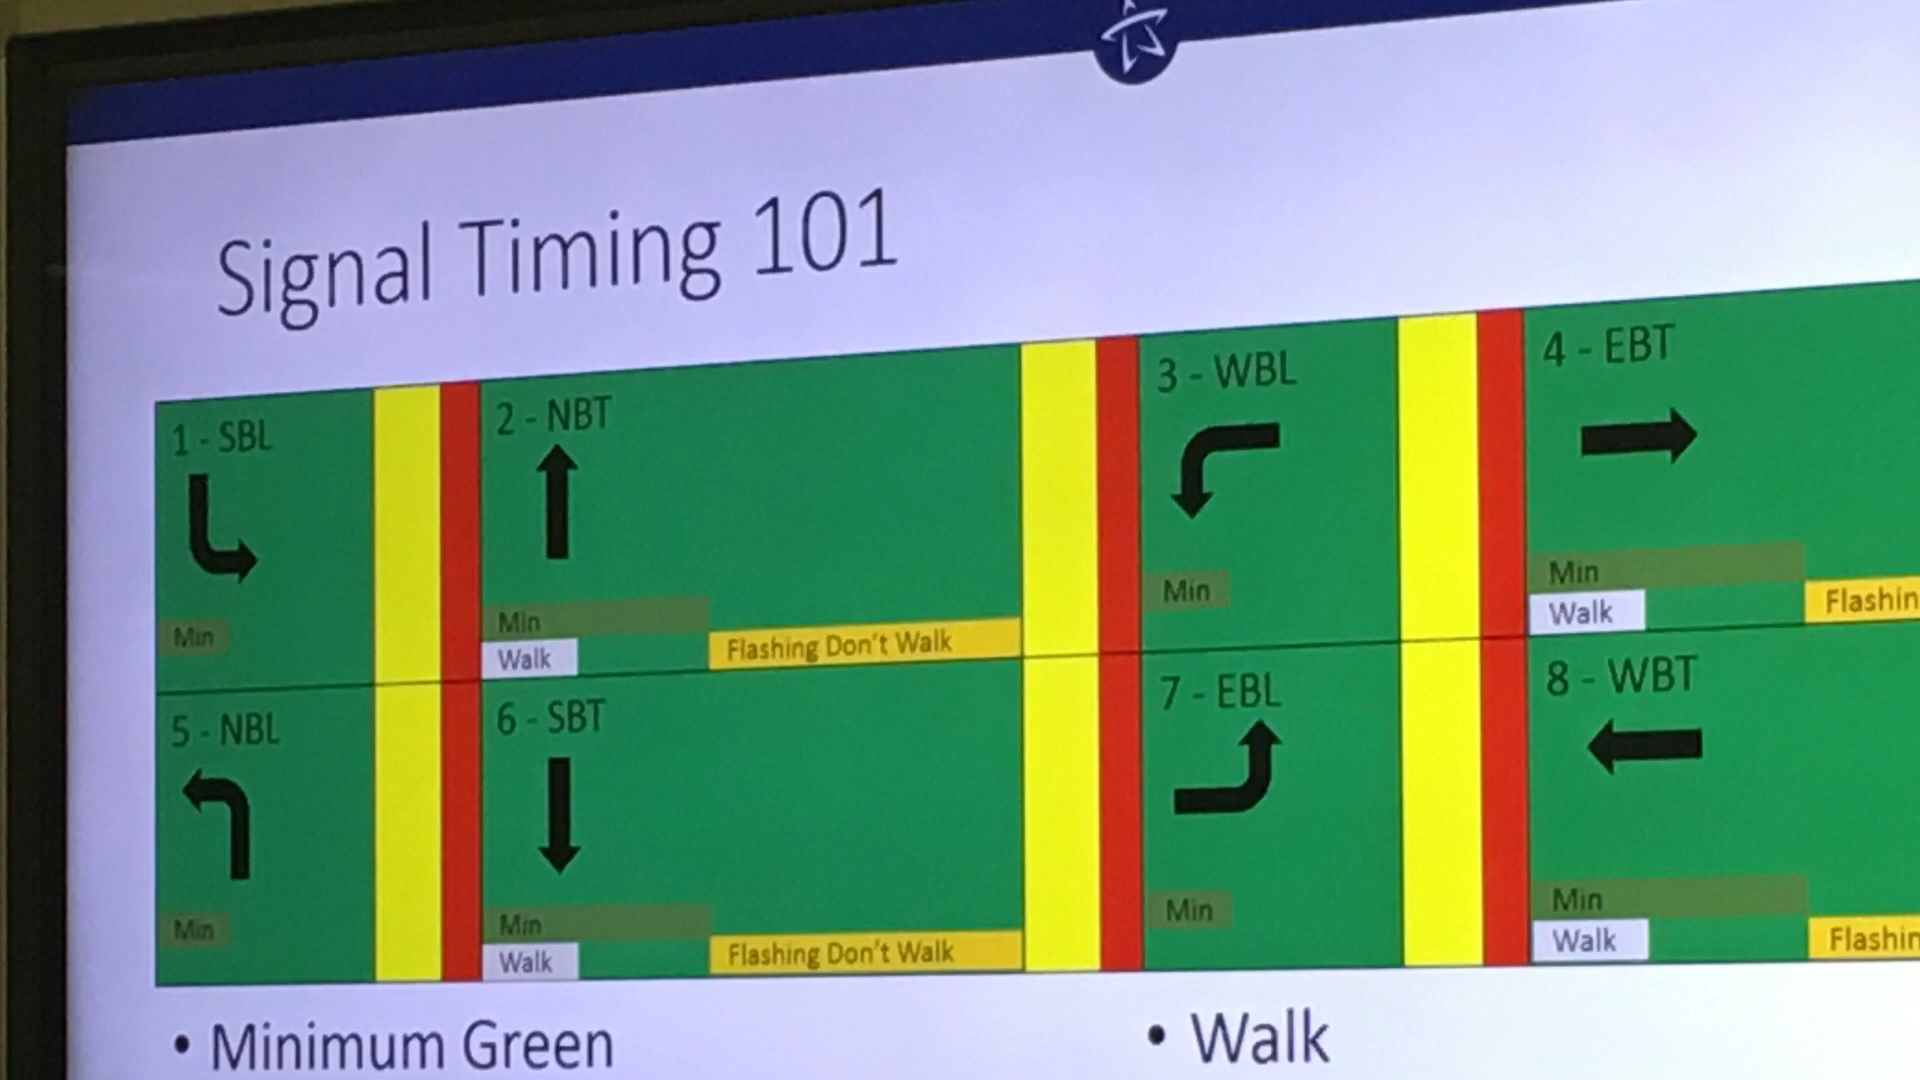 Signal Timing 101
1 - SBL
2 - NBT
3 - WBL
4 - EBT
Min
Min
Min
Min
Walk
Flashing Don't Walk
Walk
Flashin
5 - NBL
6 - SBT
7 - EBL
8 - WBT
Min
Min
Min
Min
Walk
Flashing Don't Walk
Walk
Flashin
• Minimum Green
• Walk